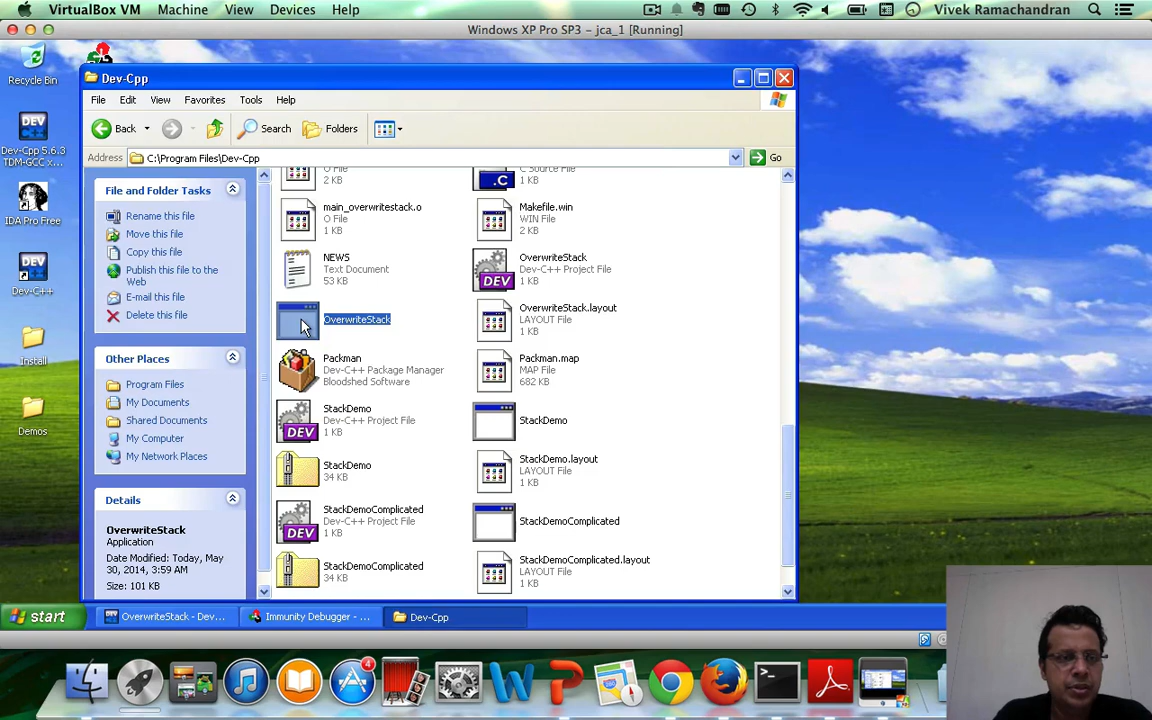 VirtualBox VM Machine View Devices Help
4
Vivek Ramachandran
Windows XP Pro SP3 – jca_1 [Running]
Recycle Bin
Dev-Cpp 5.6.3
TDM-GCC x...
IDA Pro Free
Dev-C++
Install
Demos
Dev-Cpp
File Edit View Favorites Tools Help
Back Search Folders
Address C:\Program Files\Dev-Cpp Go
File and Folder Tasks
Rename this file
Move this file
Copy this file
Publish this file to the
Web
E-mail this file
Delete this file
Other Places
Program Files
My Documents
Shared Documents
My Computer
My Network Places
Details
OverwriteStack
Application
Date Modified: Today, May
30, 2014, 3:59 AM
Size: 101 KB
O File
2 KB
.C
C Source File
1 KB
main_overwritestack.o
O File
1 KB
Makefile.win
WIN File
2 KB
NEWS
Text Document
53 KB
DEV
OverwriteStack
Dev-C++ Project File
1 KB
OverwriteStack
OverwriteStack.layout
LAYOUT File
1 KB
Packman
Dev-C++ Package Manager
Bloodshed Software
Packman.map
MAP File
682 KB
DEV
StackDemo
Dev-C++ Project File
1 KB
StackDemo
StackDemo
34 KB
StackDemo.layout
LAYOUT File
1 KB
DEV
StackDemoComplicated
Dev-C++ Project File
1 KB
StackDemoComplicated
StackDemoComplicated
34 KB
StackDemoComplicated.layout
LAYOUT File
1 KB
start
OverwriteStack - Dev...
Immunity Debugger - ...
Dev-Cpp